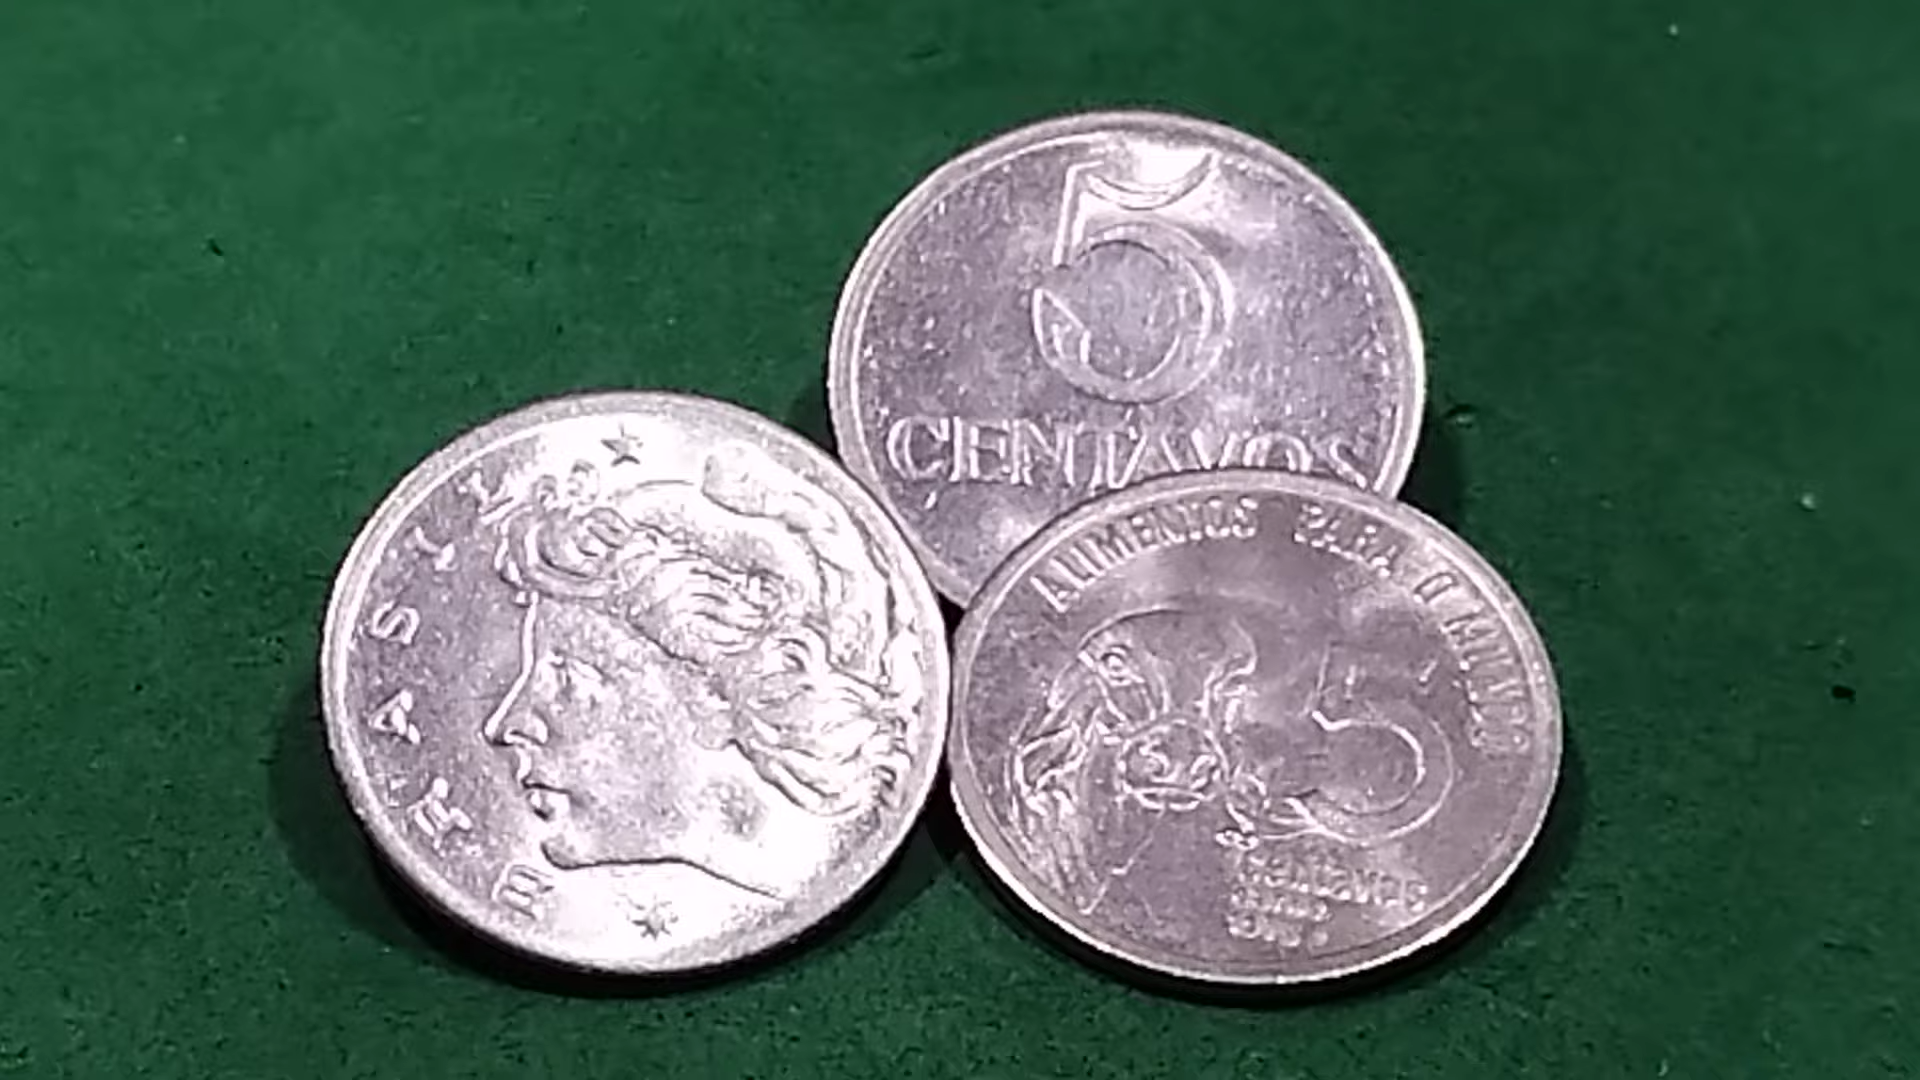 5
CENTAVOS
BRASIL
ALIMENTOS PARA O MUNDO
5
CENTAVOS